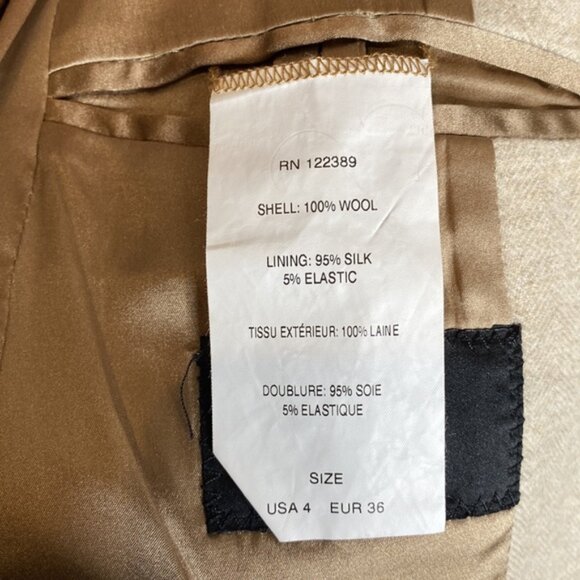 RN 122389
SHELL: 100% WOOL
LINING: 95% SILK
5% ELASTIC
TISSU EXTÉRIEUR: 100% LAINE
DOUBLURE: 95% SOIE
5% ELASTIQUE
SIZE
USA 4 EUR 36